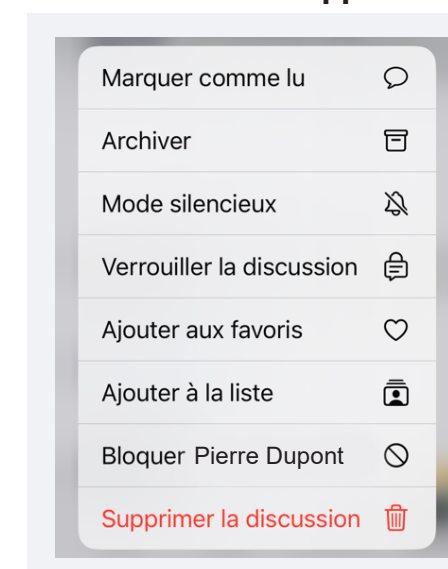 Marquer comme lu
Archiver
Mode silencieux
Verrouiller la discussion
Ajouter aux favoris
Ajouter à la liste
Bloquer Pierre Dupont
Supprimer la discussion